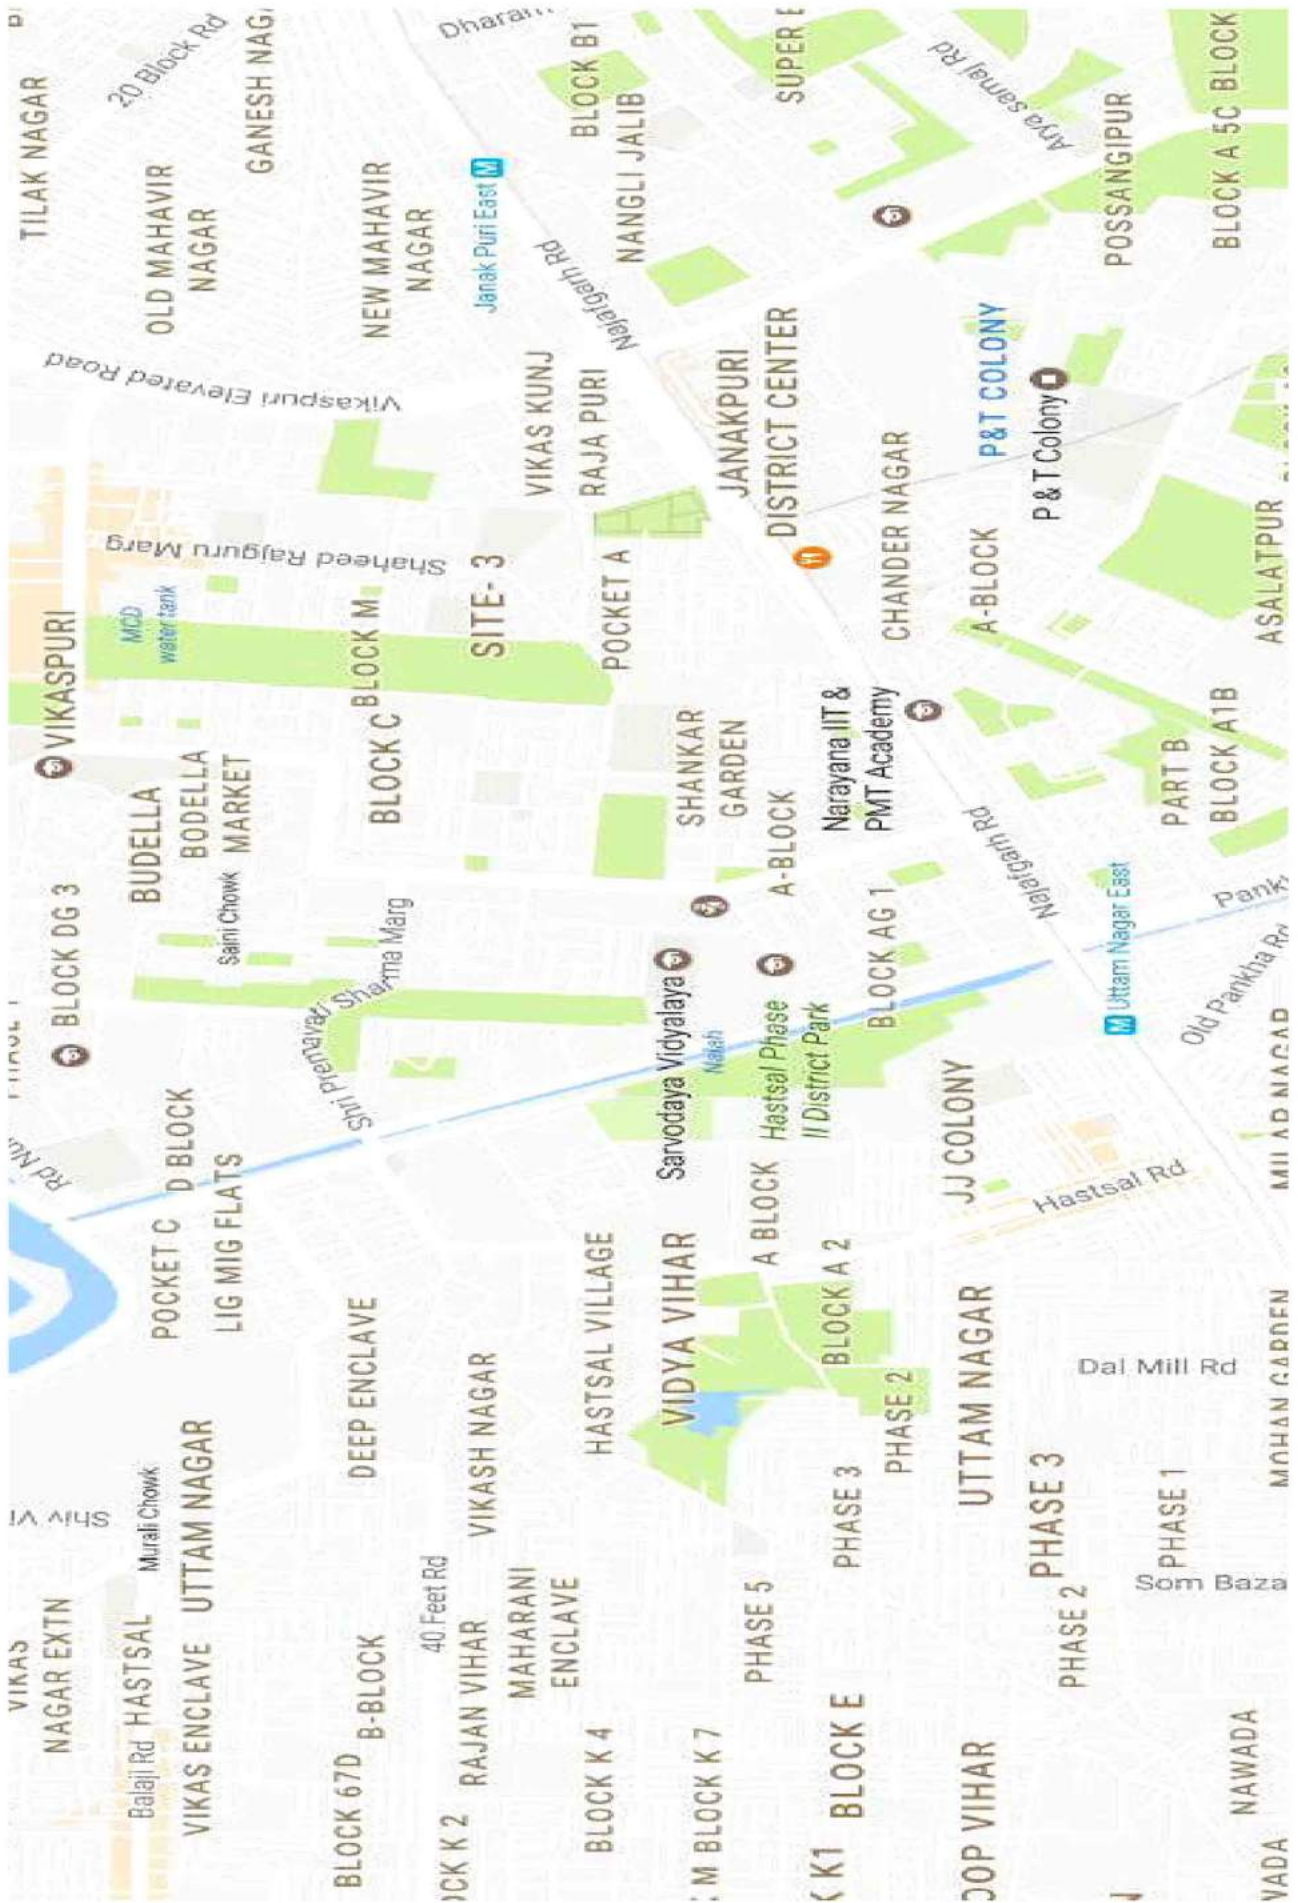 VIKAS
NAGAR EXTN
Balaji Rd
HASTSAL
VIKAS ENCLAVE
Murali Chowk
UTTAM NAGAR
BLOCK 67D
B-BLOCK
40 Feet Rd
RAJAN VIHAR
MAHARANI
ENCLAVE
VIKASH NAGAR
DEEP ENCLAVE
BLOCK K 4
BLOCK K 7
PHASE 5
BLOCK E
PHASE 3
PHASE 2
UTTAM NAGAR
PHASE 3
PHASE 2
PHASE 1
NAWADA
Som Baza
Dal Mill Rd
MOHAN GARDEN
POCKET C
D BLOCK
LIG MIG FLATS
HASTSAL VILLAGE
VIDYA VIHAR
A BLOCK
BLOCK A 2
JJ COLONY
Hastsal Rd
Shri Premavati Sharma Marg
BLOCK DG 3
BUDELLA
BODELLA
MARKET
Saini Chowk
VIKASPURI
MCD
water tank
BLOCK C
BLOCK M
SITE- 3
POCKET A
Shaheed Rajguru Marg
Vikaspuri Elevated Road
Sarvodaya Vidyalaya
Nalah
Hastsal Phase
II District Park
BLOCK AG 1
SHANKAR
GARDEN
A-BLOCK
Narayana IIT &
PMT Academy
Najafgarh Rd
Uttam Nagar East
Old Pankha Rd
PART B
BLOCK A1B
ASALATPUR
A-BLOCK
CHANDER NAGAR
JANAKPURI
DISTRICT CENTER
P&T COLONY
P & T Colony
VIKAS KUNJ
RAJA PURI
Najafgarh Rd
TILAK NAGAR
20 Block Rd
OLD MAHAVIR
NAGAR
GANESH NAG
NEW MAHAVIR
NAGAR
Janak Puri East
Dharam
BLOCK B1
NANGLI JALIB
SUPER
Arya samaj Rd
POSSANGIPUR
BLOCK A 5C
BLOCK